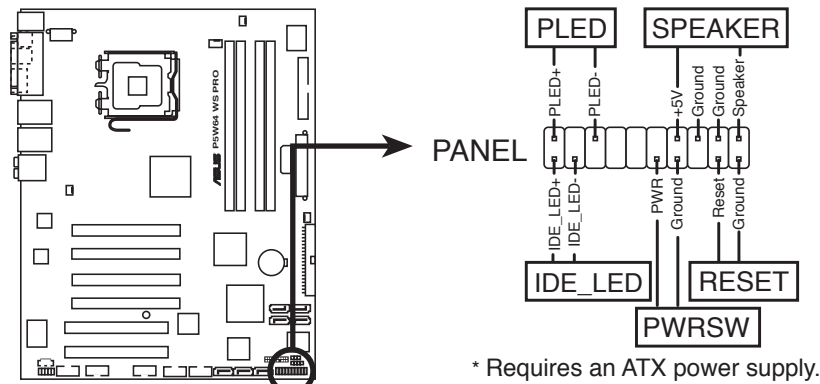 PLED SPEAKER
PLED+
PLED-
+5V
Ground
Ground
Speaker
ASUS P5W64 WS PRO
PANEL
IDE_LED+
IDE_LED-
PWR
Ground
Reset
Ground
IDE_LED RESET
PWRSW
* Requires an ATX power supply.